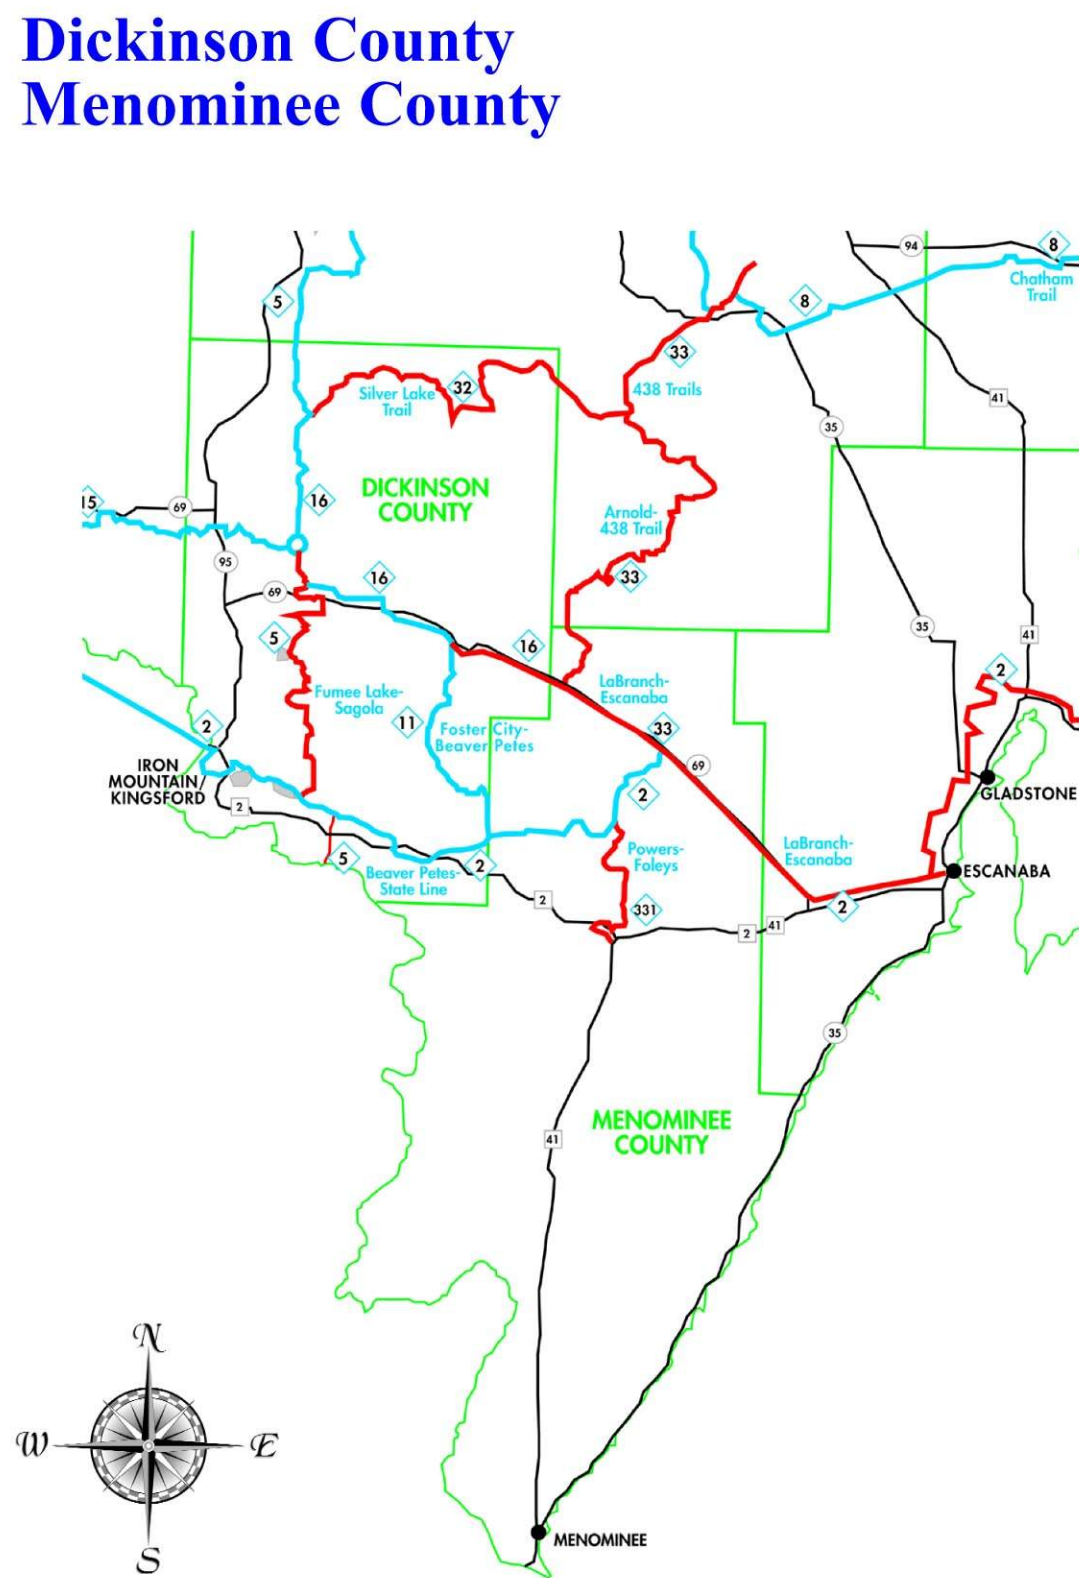 Dickinson County
Menominee County
94
8
Chatham
Trail
5
8
33
438 Trails
Silver Lake
Trail
32
41
35
DICKINSON
COUNTY
15
69
16
Arnold-
438 Trail
95
69
16
33
5
16
35
41
2
Fumee Lake-
Sagola
11
Foster City-
Beaver Petes
LaBranch-
Escanaba
33
69
2
IRON
MOUNTAIN/
KINGSFORD
2
2
GLADSTONE
5
Beaver Petes-
State Line
2
Powers-
Foleys
LaBranch-
Escanaba
ESCANABA
2
331
2
41
2
35
MENOMINEE
COUNTY
41
N
W
E
S
MENOMINEE